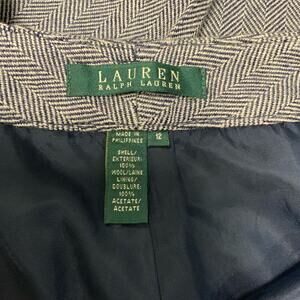 LAUREN
RALPH LAUREN
12
MADE IN
PHILIPPINES
SHELL/
EXTERIEUR:
100%
WOOL/LAINE
LINING/
DOUBLURE:
100%
ACETATE/
ACETATE